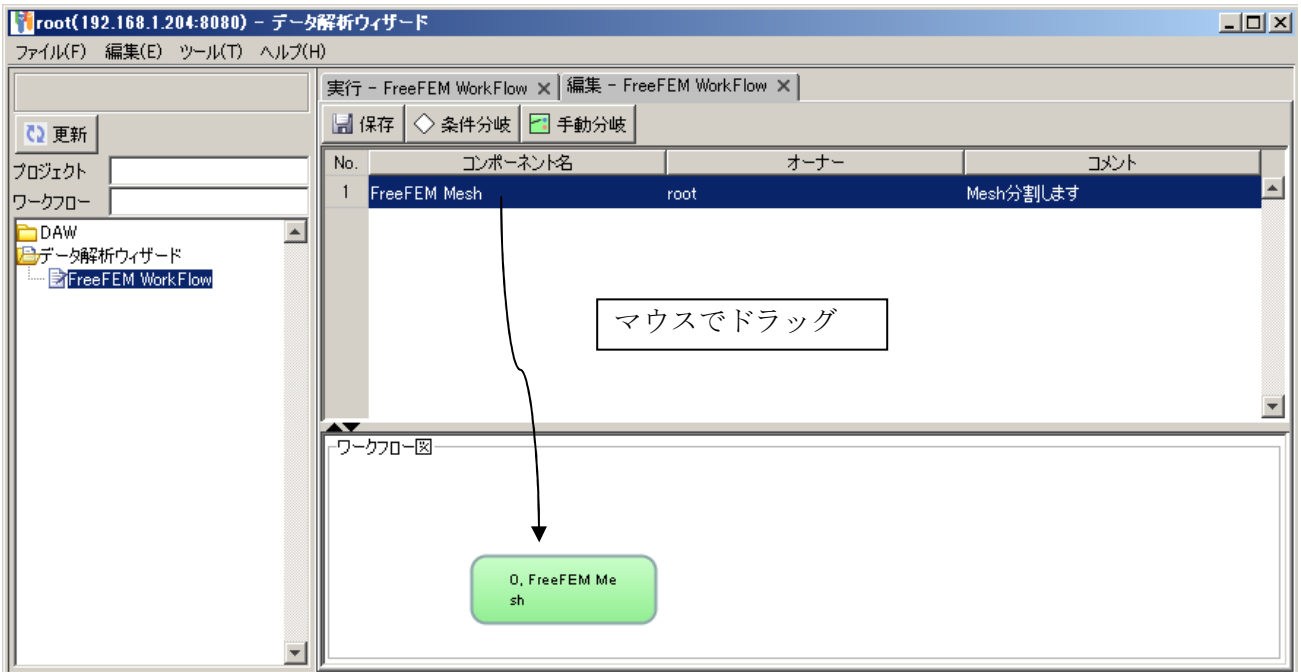 root(192.168.1.204:8080) - データ解析ウィザード
ファイル(F) 編集(E) ツール(T) ヘルプ(H)
更新
プロジェクト
ワークフロー
DAW
データ解析ウィザード
FreeFEM WorkFlow
実行 - FreeFEM WorkFlow 編集 - FreeFEM WorkFlow
保存 条件分岐 手動分岐
No. コンポーネント名 オーナー コメント
1 FreeFEM Mesh root Mesh分割します
マウスでドラッグ
ワークフロー図
0, FreeFEM Me
sh